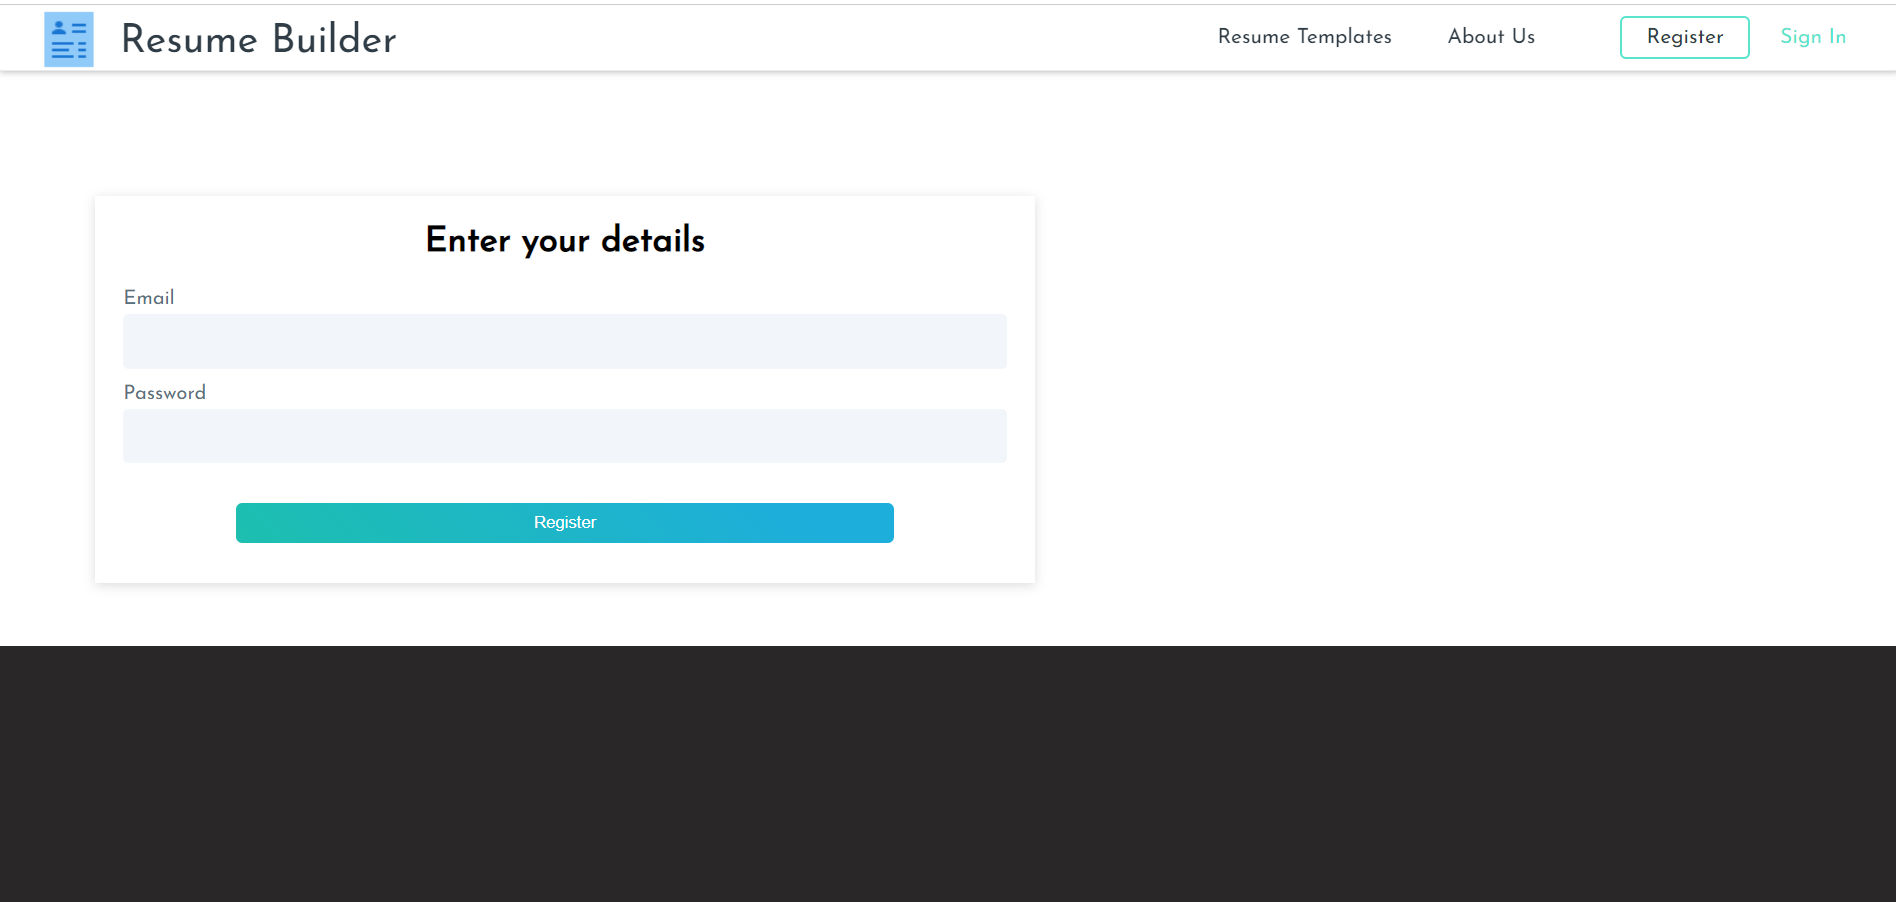 Resume Builder
Resume Templates
About Us
Register
Sign In
Enter your details
Email
Password
Register